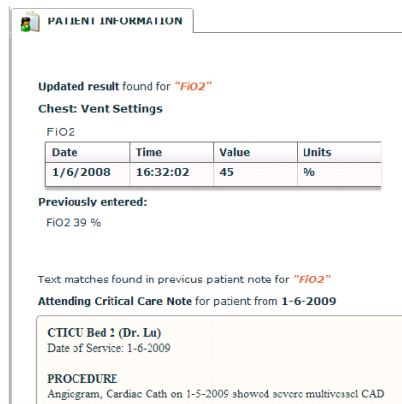 PATIENT INFORMATION
Updated result found for "FiO2"
Chest: Vent Settings
FiO2
Date Time Value Units
1/6/2008 16:32:02 45 %
Previously entered:
FiO2 39 %
Text matches found in previous patient note for "FiO2"
Attending Critical Care Note for patient from 1-6-2009
CTICU Bed 2 (Dr. Lu)
Date of Service: 1-6-2009
PROCEDURE
Angiogram, Cardiac Cath on 1-5-2009 showed severe multivessel CAD